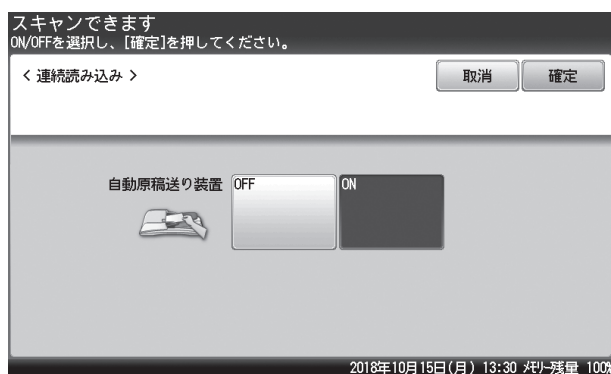 スキャンできます
ON/OFFを選択し、[確定]を押してください。
< 連続読み込み >
取消
確定
自動原稿送り装置
OFF
ON
2018年10月15日(月) 13:30 ﾒﾓﾘｰ残量 100%